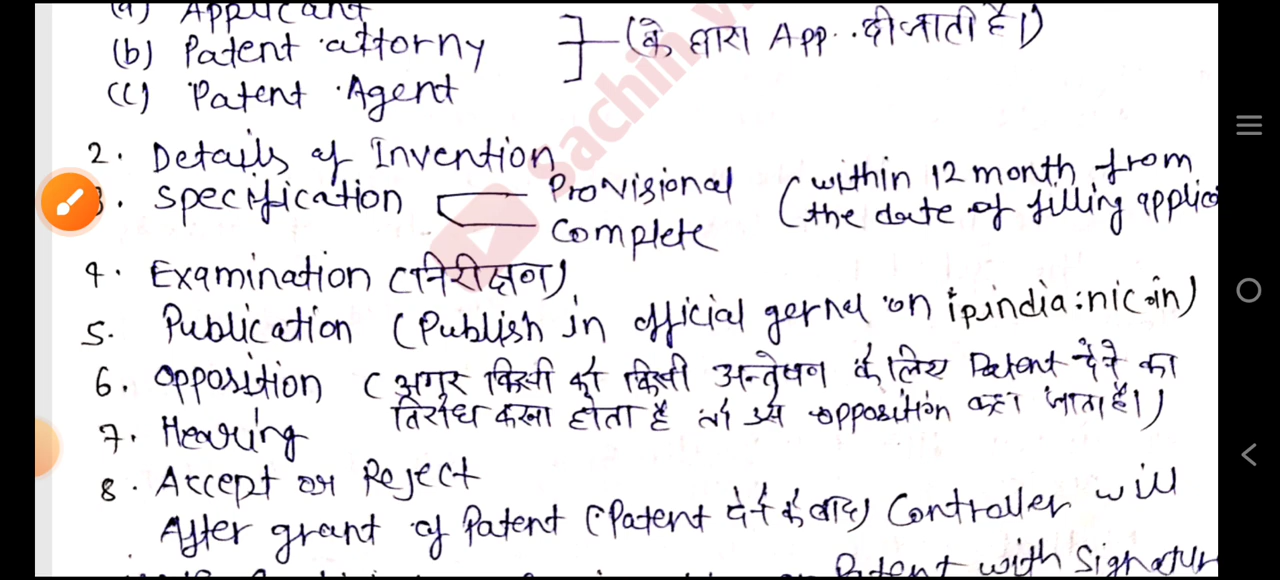 (a) Applicant
(b) Patent attorny (के द्वारा App. दी जाती है।)
(c) Patent Agent
2. Details of Invention
3. Specification Provisional (within 12 month from
Complete (the date of filling applic
4. Examination (निरीक्षण)
5. Publication (Publish in official gernel on ipindia.nic.in)
6. Opposition (अगर किसी को किसी अन्वेषण के लिए Patent देने का
विरोध करना होता है तो उसे opposition कहा जाता है।)
7. Hearing
8. Accept or Reject
After grant of Patent (Patent देने के बाद) Controller will
Patent with Signatur
sachin